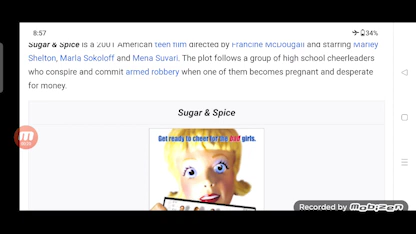 8:57
34%
Sugar & Spice is a 2001 American teen film directed by Francine McDougall and starring Marley
Shelton, Marla Sokoloff and Mena Suvari. The plot follows a group of high school cheerleaders
who conspire and commit armed robbery when one of them becomes pregnant and desperate
for money.
Sugar & Spice
Get ready to cheer for the bad girls.
Recorded by Mobizen